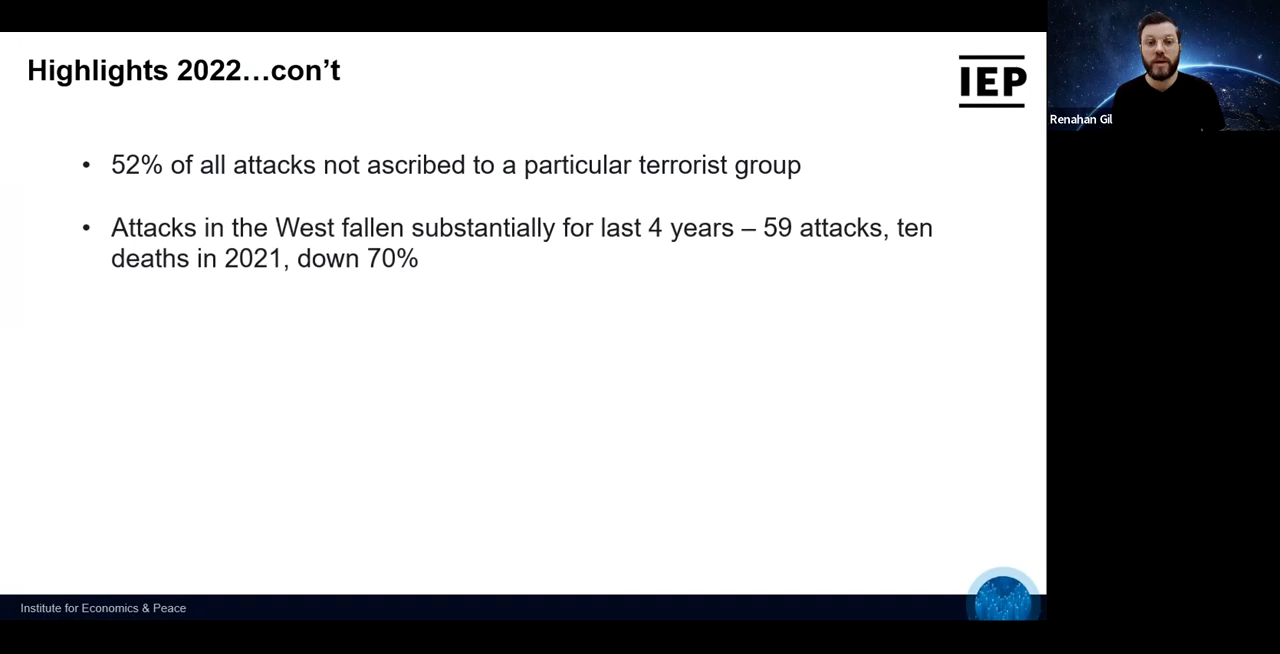 Highlights 2022…con’t
IEP
Renahan Gil
• 52% of all attacks not ascribed to a particular terrorist group
• Attacks in the West fallen substantially for last 4 years – 59 attacks, ten
deaths in 2021, down 70%
Institute for Economics & Peace